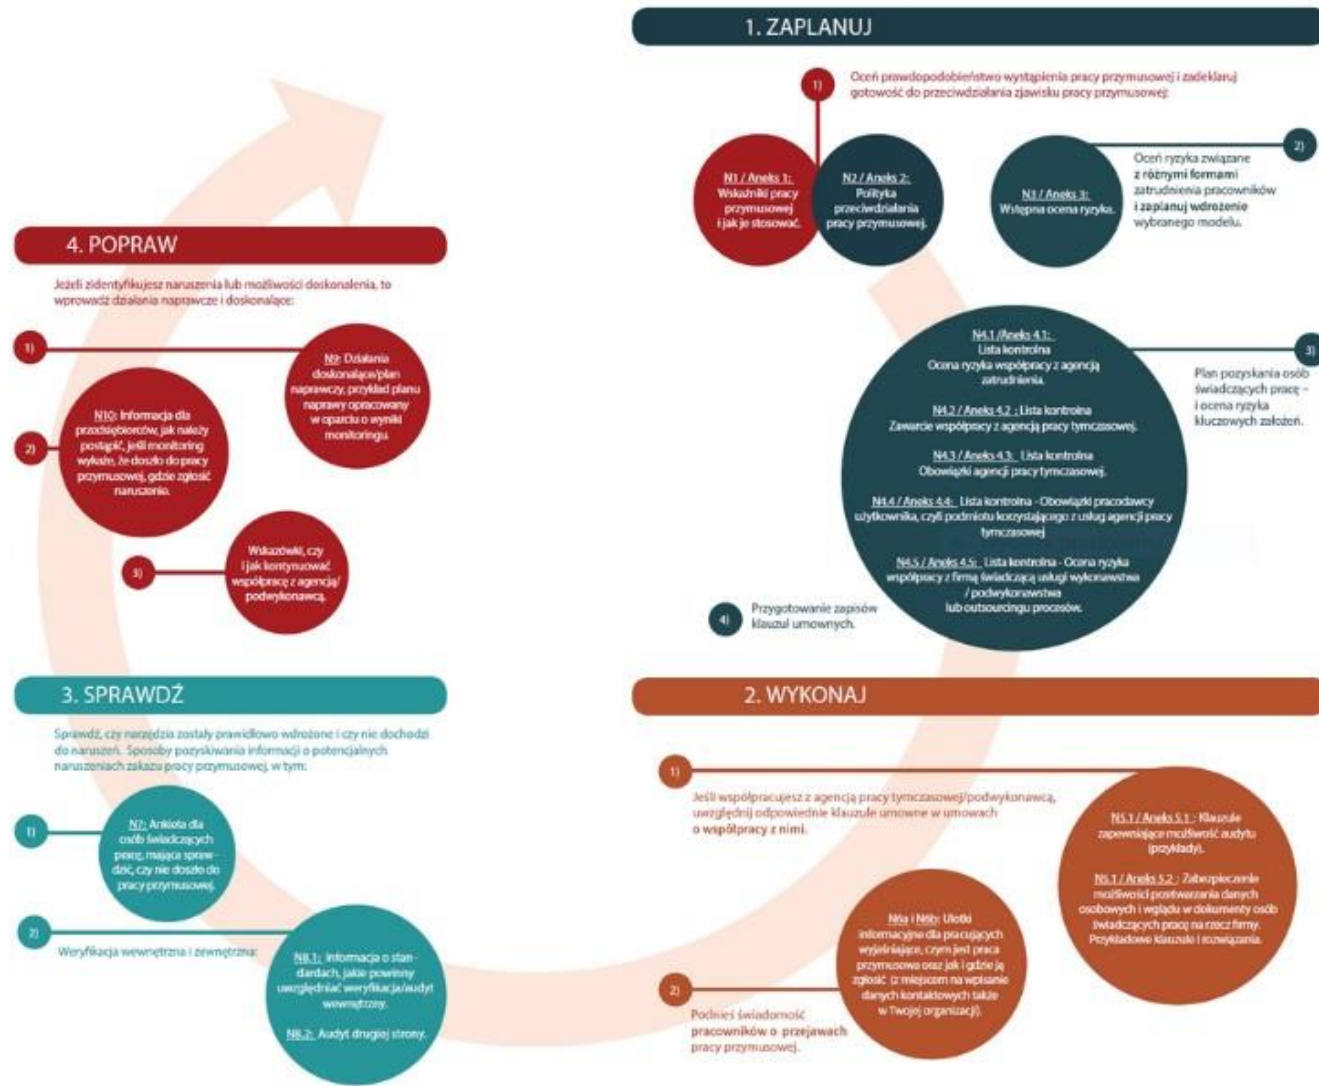 1. ZAPLANUJ
1)
Oceń prawdopodobieństwo wystąpienia pracy przymusowej i zadeklaruj
gotowość do przeciwdziałania zjawisku pracy przymusowej:
N1 / Aneks 1:
Wskaźniki pracy
przymusowej
i jak je stosować.
N2 / Aneks 2:
Polityka
przeciwdziałania
pracy przymusowej.
N3 / Aneks 3:
Wstępna ocena ryzyka.
2)
Oceń ryzyka związane
z różnymi formami
zatrudnienia pracowników
i zaplanuj wdrożenie
wybranego modelu.
N4.1 /Aneks 4.1:
Lista kontrolna
Ocena ryzyka współpracy z agencją
zatrudnienia.
N4.2 / Aneks 4.2 : Lista kontrolna
Zawarcie współpracy z agencją pracy tymczasowej.
N4.3 / Aneks 4.3: Lista kontrolna
Obowiązki agencji pracy tymczasowej.
N4.4 / Aneks 4.4: Lista kontrolna - Obowiązki pracodawcy
użytkownika, czyli podmiotu korzystającego z usług agencji pracy
tymczasowej
N4.5 / Aneks 4.5: Lista kontrolna - Ocena ryzyka
współpracy z firmą świadczącą usługi wykonawstwa
/ podwykonawstwa
lub outsourcingu procesów.
3)
Plan pozyskania osób
świadczących pracę –
i ocena ryzyka
kluczowych założeń.
4)
Przygotowanie zapisów
klauzul umownych.
2. WYKONAJ
1)
Jeśli współpracujesz z agencją pracy tymczasowej/podwykonawcą,
uwzględnij odpowiednie klauzule umowne w umowach
o współpracy z nimi.
N5.1 / Aneks 5.1 : Klauzule
zapewniające możliwość audytu
(przykłady).
N5.1 / Aneks 5.2 : Zabezpieczenie
możliwości przetwarzania danych
osobowych i wglądu w dokumenty osób
świadczących pracę na rzecz firmy.
Przykładowe klauzule i rozwiązania.
2)
Podnieś świadomość
pracowników o przejawach
pracy przymusowej.
N6a i N6b: Ulotki
informacyjne dla pracujących
wyjaśniające, czym jest praca
przymusowa oraz jak i gdzie ją
zgłosić (z miejscem na wpisanie
danych kontaktowych także
w Twojej organizacji).
3. SPRAWDŹ
Sprawdź, czy narzędzia zostały prawidłowo wdrożone i czy nie dochodzi
do naruszeń. Sposoby pozyskiwania informacji o potencjalnych
naruszeniach zakazu pracy przymusowej, w tym:
1)
N7: Ankieta dla
osób świadczących
pracę, mająca spraw-
dzić, czy nie doszło do
pracy przymusowej.
2)
Weryfikacja wewnętrzna i zewnętrzna:
N8.1: Informacja o stan-
dardach, jakie powinny
uwzględniać weryfikacja/audyt
wewnętrzny.
N8.2: Audyt drugiej strony.
4. POPRAW
Jeżeli zidentyfikujesz naruszenia lub możliwości doskonalenia, to
wprowadź działania naprawcze i doskonalące:
1)
N9: Działania
doskonalące/plan
naprawczy, przykład planu
naprawy opracowany
w oparciu o wyniki
monitoringu.
2)
N10: Informacja dla
przedsiębiorców, jak należy
postąpić, jeśli monitoring
wykaże, że doszło do pracy
przymusowej, gdzie zgłosić
naruszenie.
3)
Wskazówki, czy
i jak kontynuować
współpracę z agencją/
podwykonawcą.